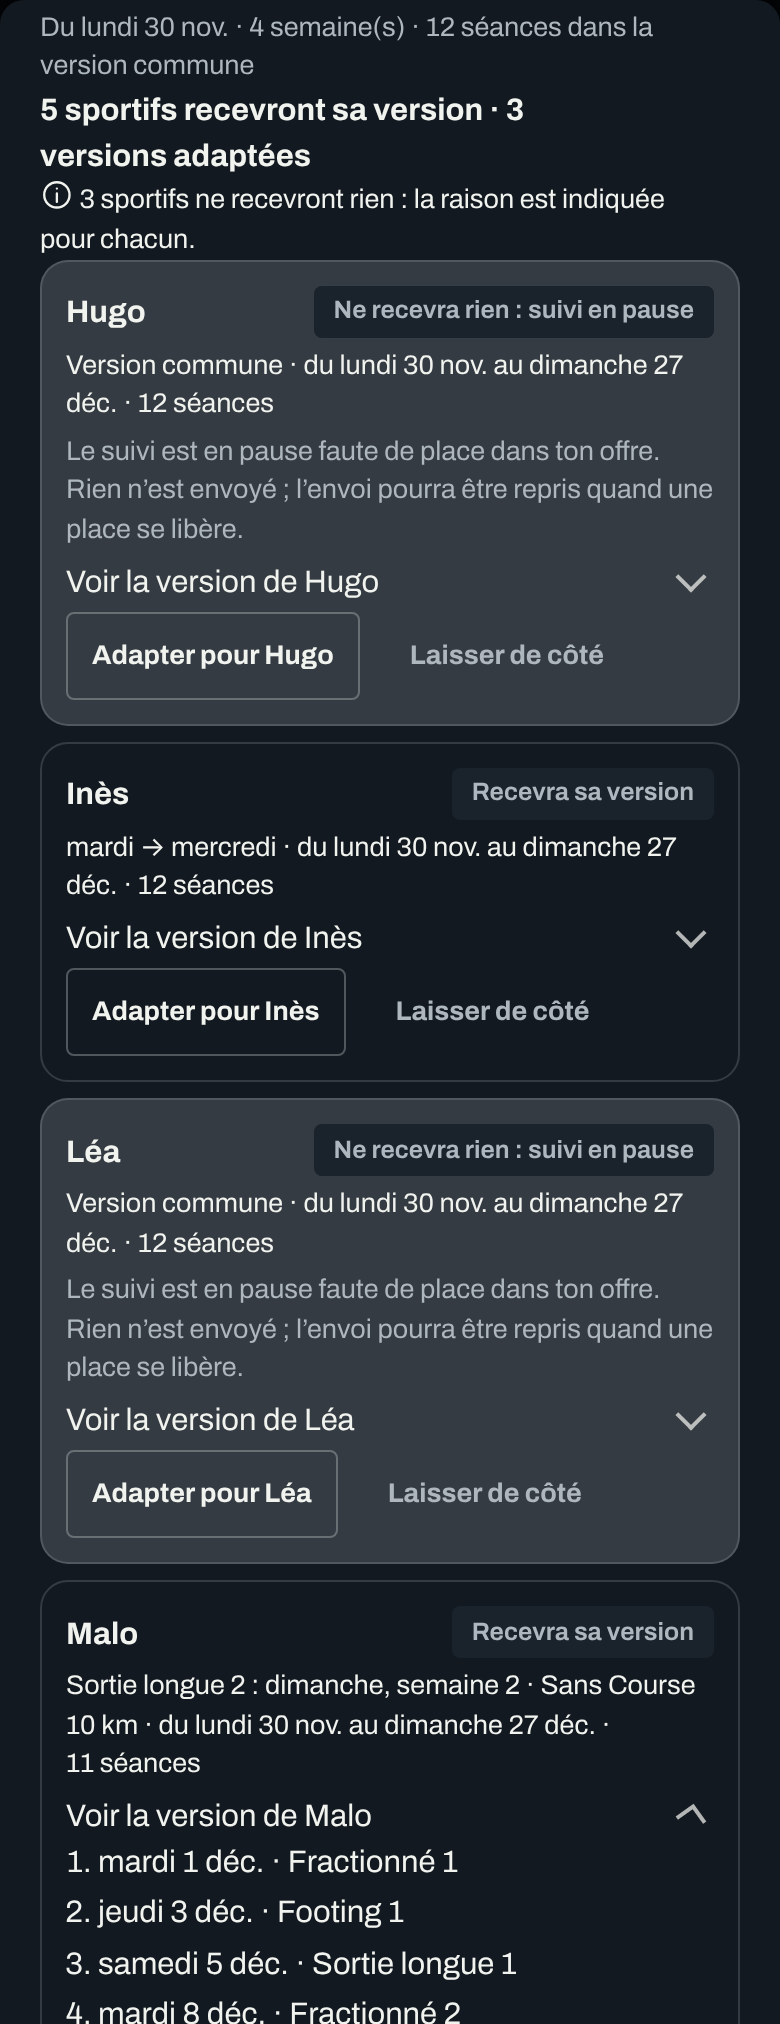 Du lundi 30 nov. · 4 semaine(s) · 12 séances dans la
version commune
5 sportifs recevront sa version · 3
versions adaptées
3 sportifs ne recevront rien : la raison est indiquée
pour chacun.
Hugo
Ne recevra rien : suivi en pause
Version commune · du lundi 30 nov. au dimanche 27
déc. · 12 séances
Le suivi est en pause faute de place dans ton offre.
Rien n’est envoyé ; l’envoi pourra être repris quand une
place se libère.
Voir la version de Hugo
Adapter pour Hugo
Laisser de côté
Inès
Recevra sa version
mardi → mercredi · du lundi 30 nov. au dimanche 27
déc. · 12 séances
Voir la version de Inès
Adapter pour Inès
Laisser de côté
Léa
Ne recevra rien : suivi en pause
Version commune · du lundi 30 nov. au dimanche 27
déc. · 12 séances
Le suivi est en pause faute de place dans ton offre.
Rien n’est envoyé ; l’envoi pourra être repris quand une
place se libère.
Voir la version de Léa
Adapter pour Léa
Laisser de côté
Malo
Recevra sa version
Sortie longue 2 : dimanche, semaine 2 · Sans Course
10 km · du lundi 30 nov. au dimanche 27 déc. ·
11 séances
Voir la version de Malo
1. mardi 1 déc. · Fractionné 1
2. jeudi 3 déc. · Footing 1
3. samedi 5 déc. · Sortie longue 1
4. mardi 8 déc. · Fractionné 2